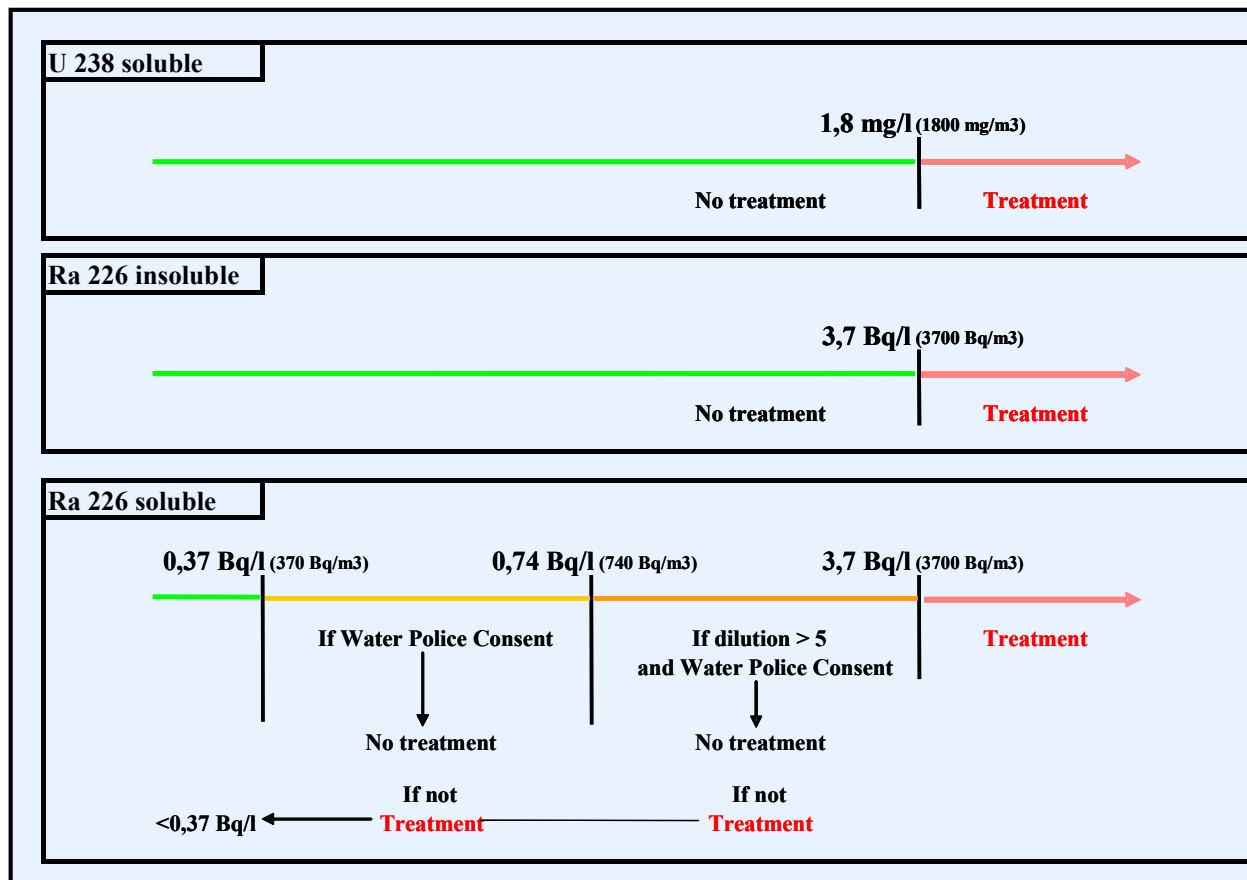 U 238 soluble
1,8 mg/l (1800 mg/m3)
No treatment
Treatment
Ra 226 insoluble
3,7 Bq/l (3700 Bq/m3)
No treatment
Treatment
Ra 226 soluble
0,37 Bq/l (370 Bq/m3)
0,74 Bq/l (740 Bq/m3)
3,7 Bq/l (3700 Bq/m3)
If Water Police Consent
If dilution > 5
and Water Police Consent
Treatment
No treatment
No treatment
If not
If not
<0,37 Bq/l
Treatment
Treatment